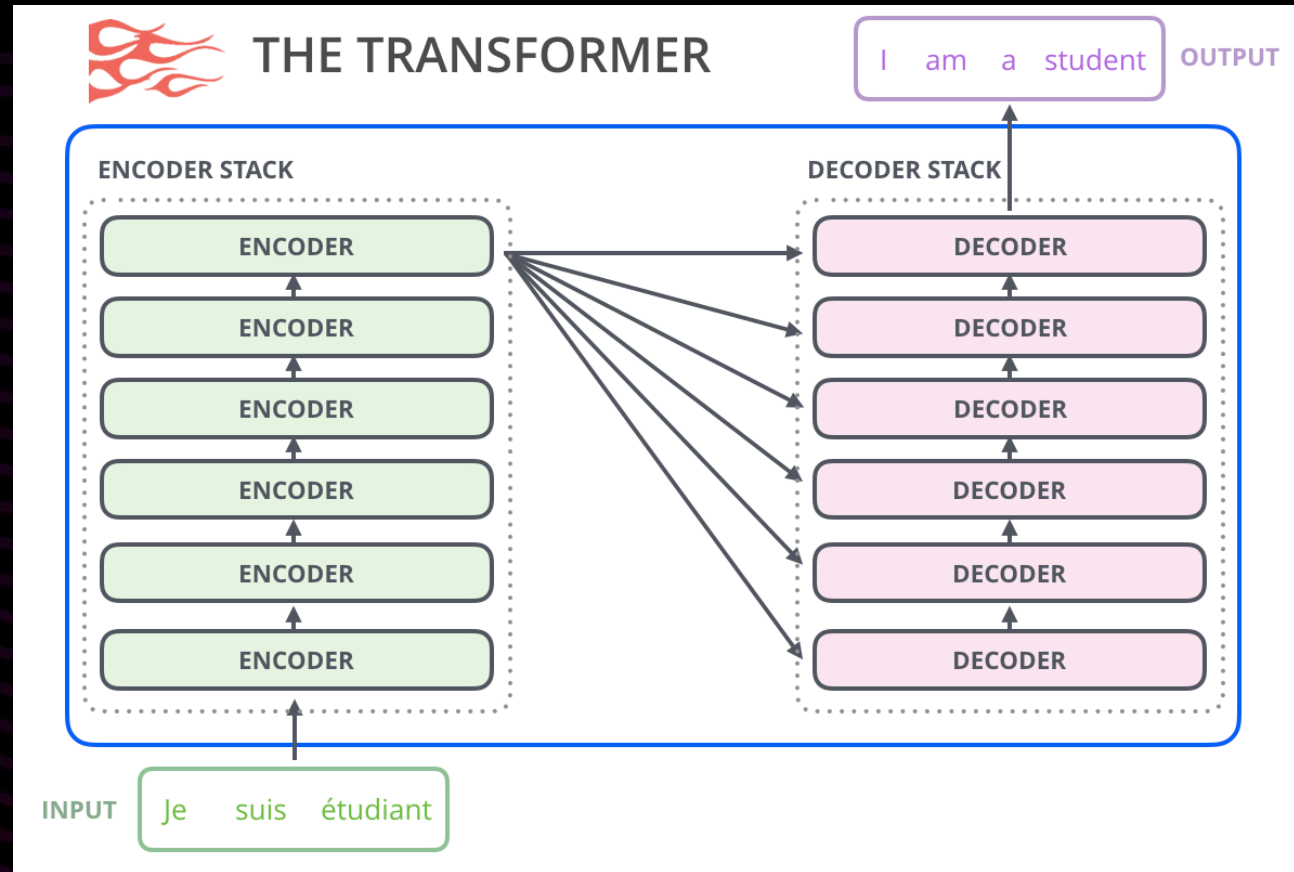 THE TRANSFORMER
I am a student
OUTPUT
ENCODER STACK
DECODER STACK
ENCODER
DECODER
ENCODER
DECODER
ENCODER
DECODER
ENCODER
DECODER
ENCODER
DECODER
ENCODER
DECODER
INPUT
Je suis étudiant